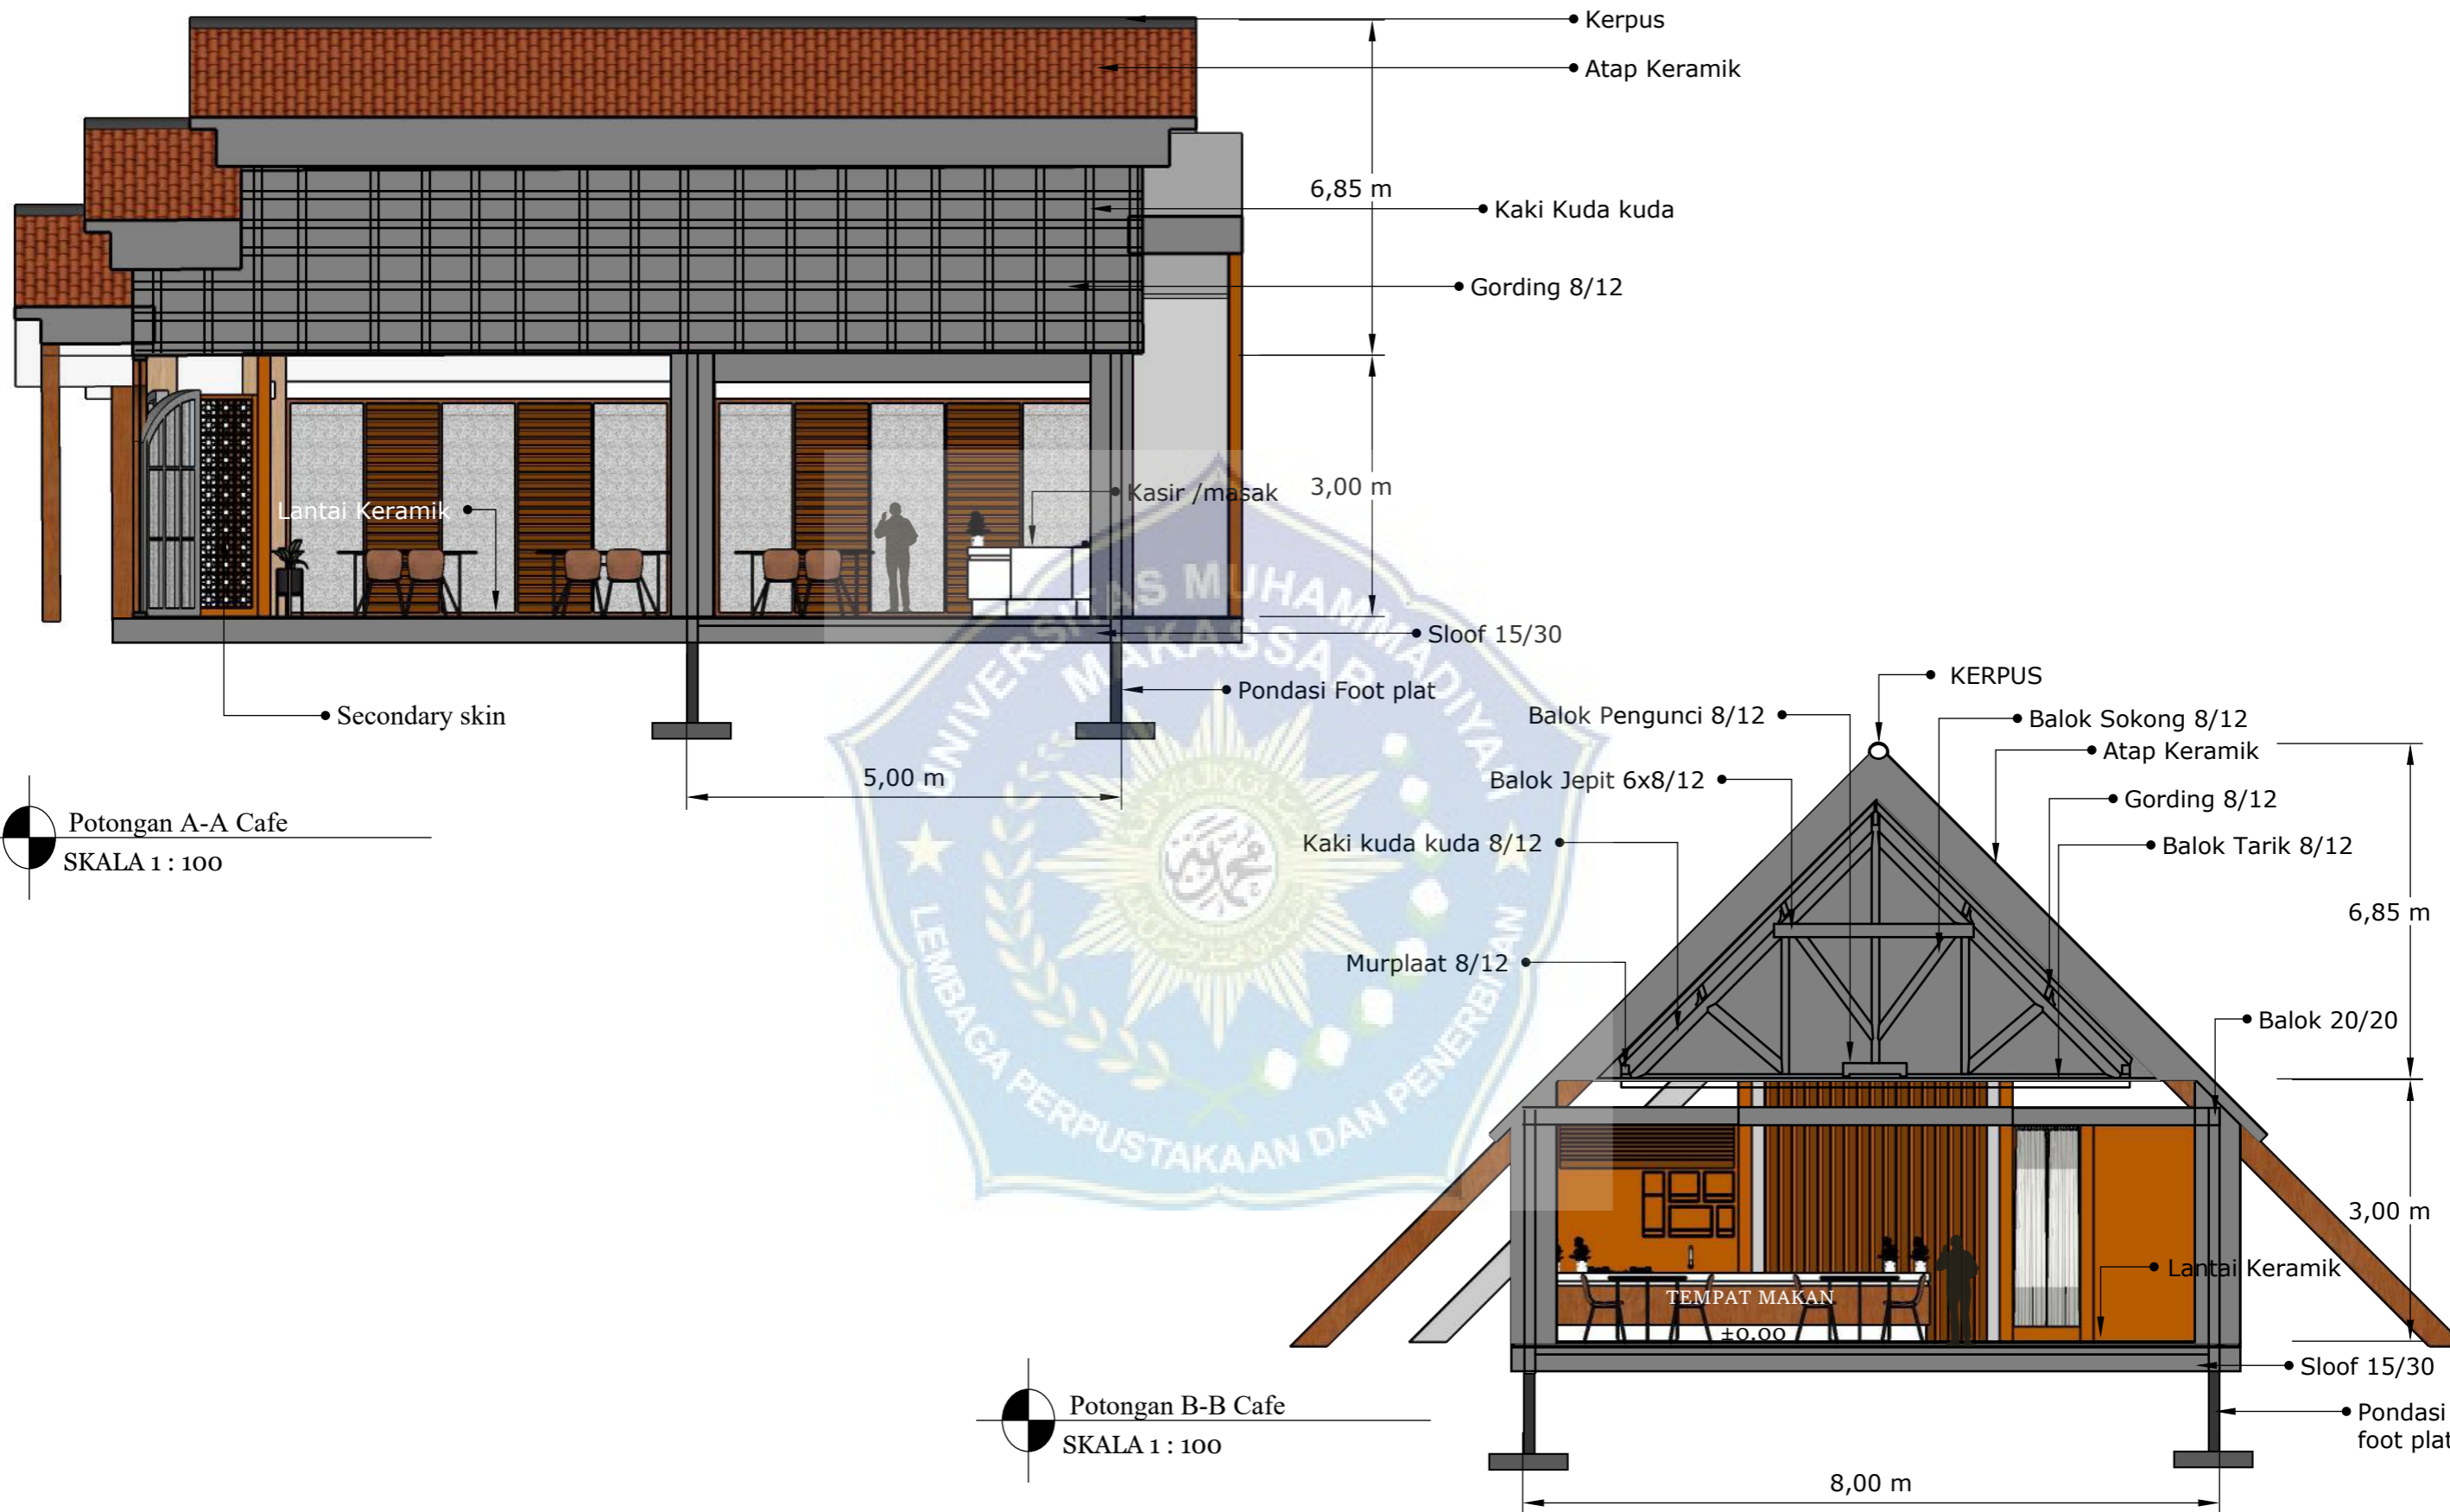 Kerpus
Atap Keramik
6,85 m
Kaki Kuda kuda
Gording 8/12
Kasir /masak
3,00 m
Lantai Keramik
Sloof 15/30
Pondasi Foot plat
Secondary skin
5,00 m
Potongan A-A Cafe
SKALA 1 : 100
UNIVERSITAS MUHAMMADIYAH
MAKASSAR
LEMBAGA PERPUSTAKAAN DAN PENERBITAN
KERPUS
Balok Pengunci 8/12
Balok Sokong 8/12
Atap Keramik
Balok Jepit 6x8/12
Gording 8/12
Kaki kuda kuda 8/12
Balok Tarik 8/12
6,85 m
Murplaat 8/12
Balok 20/20
3,00 m
Lantai Keramik
TEMPAT MAKAN
±0.00
Sloof 15/30
Pondasi
foot plat
8,00 m
Potongan B-B Cafe
SKALA 1 : 100